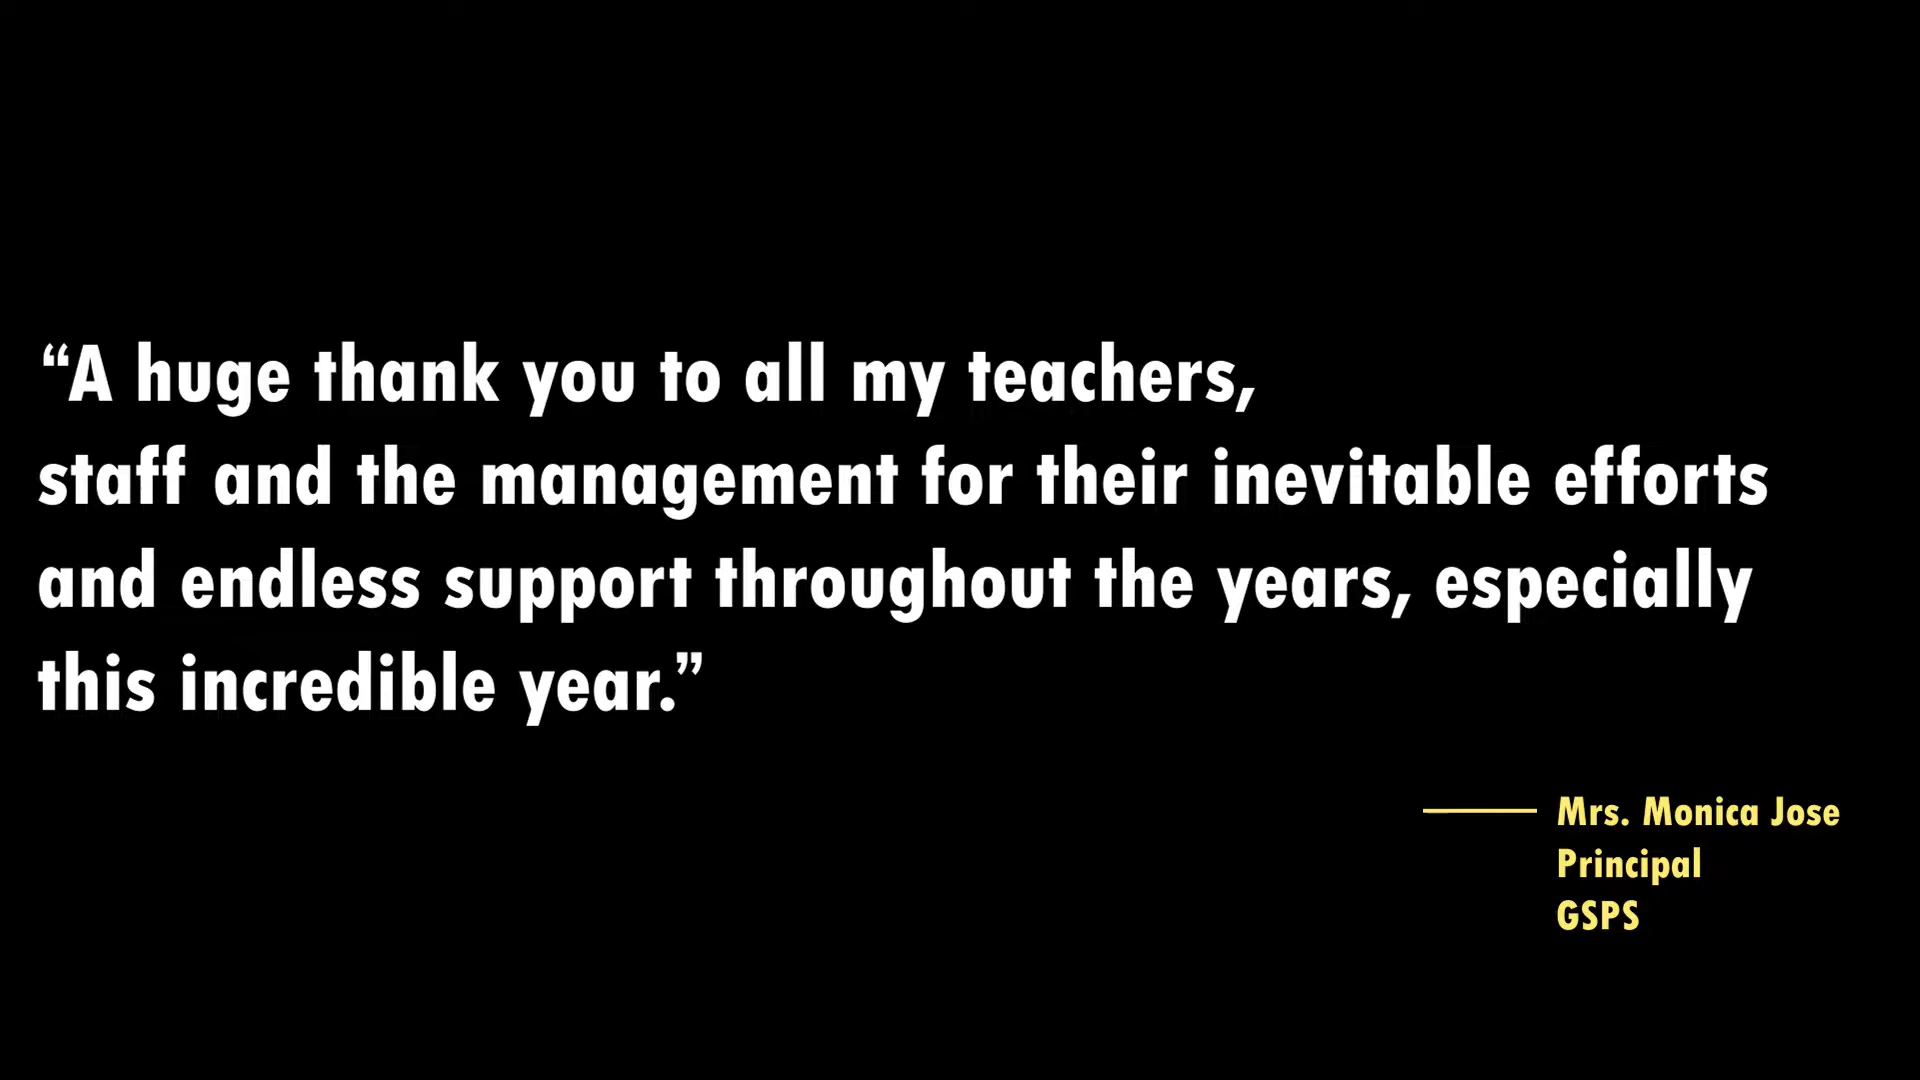 “A huge thank you to all my teachers,
staff and the management for their inevitable efforts
and endless support throughout the years, especially
this incredible year.”
Mrs. Monica Jose
Principal
GSPS